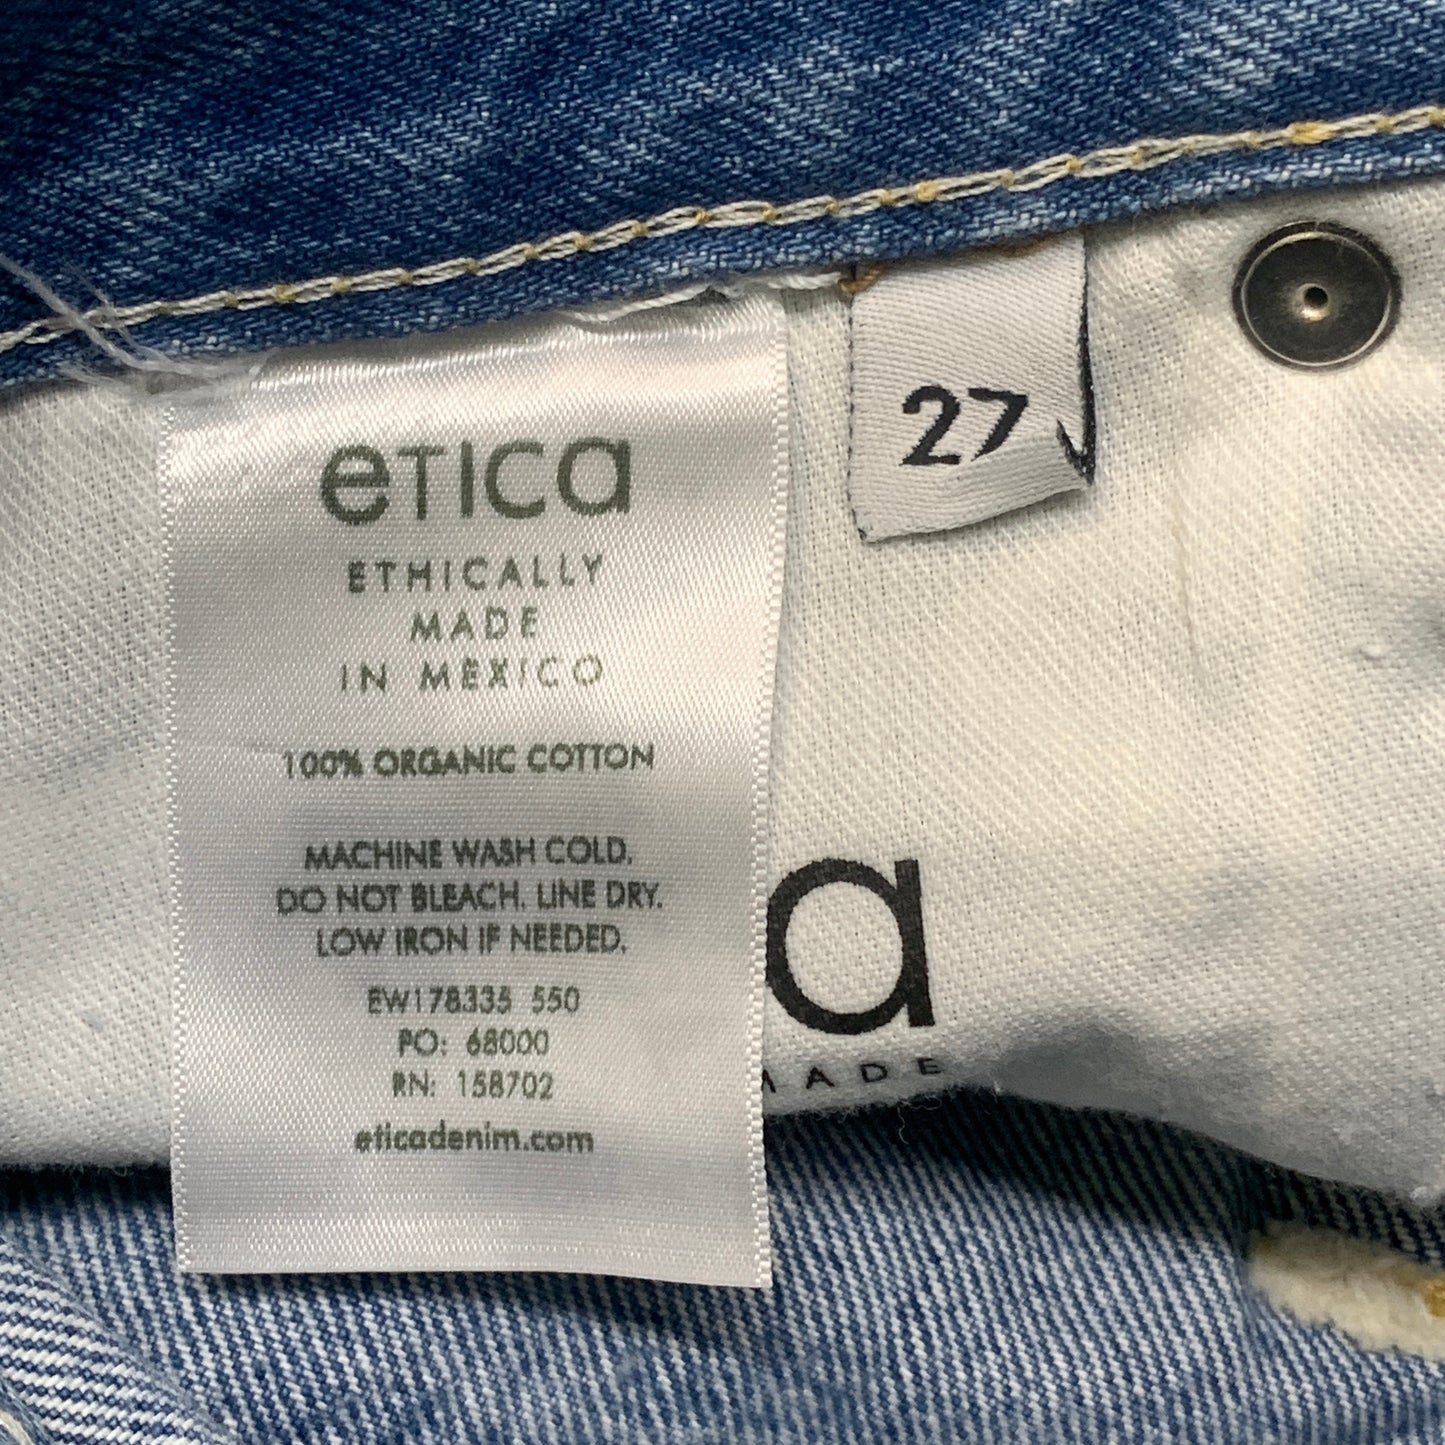 eTICa
ETHICALLY
MADE
IN MEXICO
100% ORGANIC COTTON
MACHINE WASH COLD.
DO NOT BLEACH. LINE DRY.
LOW IRON IF NEEDED.
EW178335 550
PO: 68000
RN: 158702
eticadenim.com
27
a
MADE